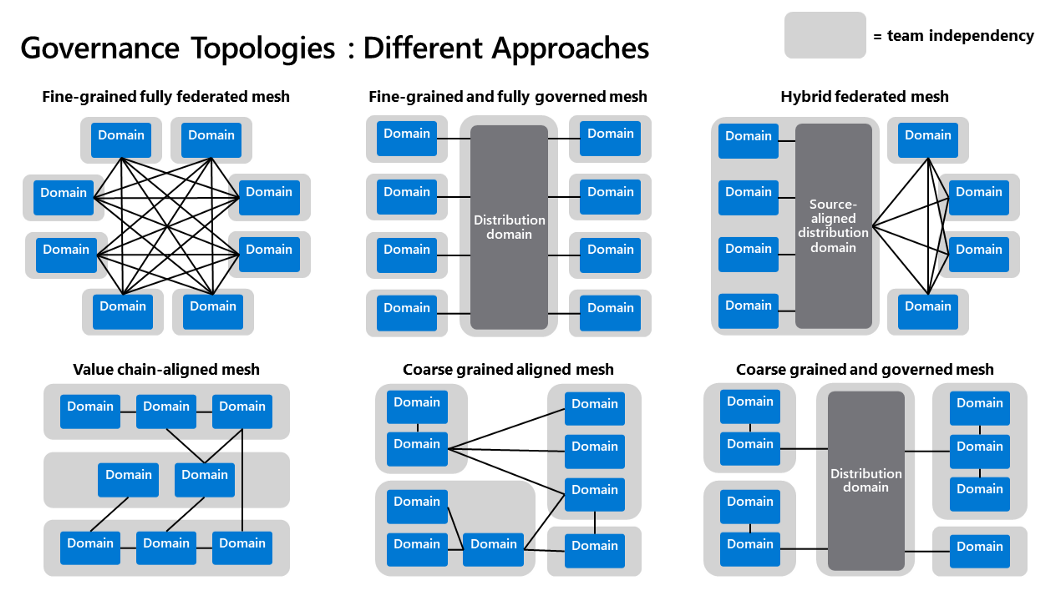 Governance Topologies : Different Approaches
= team independency
Fine-grained fully federated mesh
Domain
Domain
Domain
Domain
Domain
Domain
Domain
Domain
Fine-grained and fully governed mesh
Domain
Domain
Domain
Domain
Distribution
domain
Domain
Domain
Domain
Domain
Hybrid federated mesh
Domain
Domain
Domain
Domain
Source-
aligned
distribution
domain
Domain
Domain
Domain
Domain
Value chain-aligned mesh
Domain
Domain
Domain
Domain
Domain
Domain
Domain
Domain
Coarse grained aligned mesh
Domain
Domain
Domain
Domain
Domain
Domain
Domain
Domain
Domain
Coarse grained and governed mesh
Domain
Domain
Domain
Domain
Distribution
domain
Domain
Domain
Domain
Domain